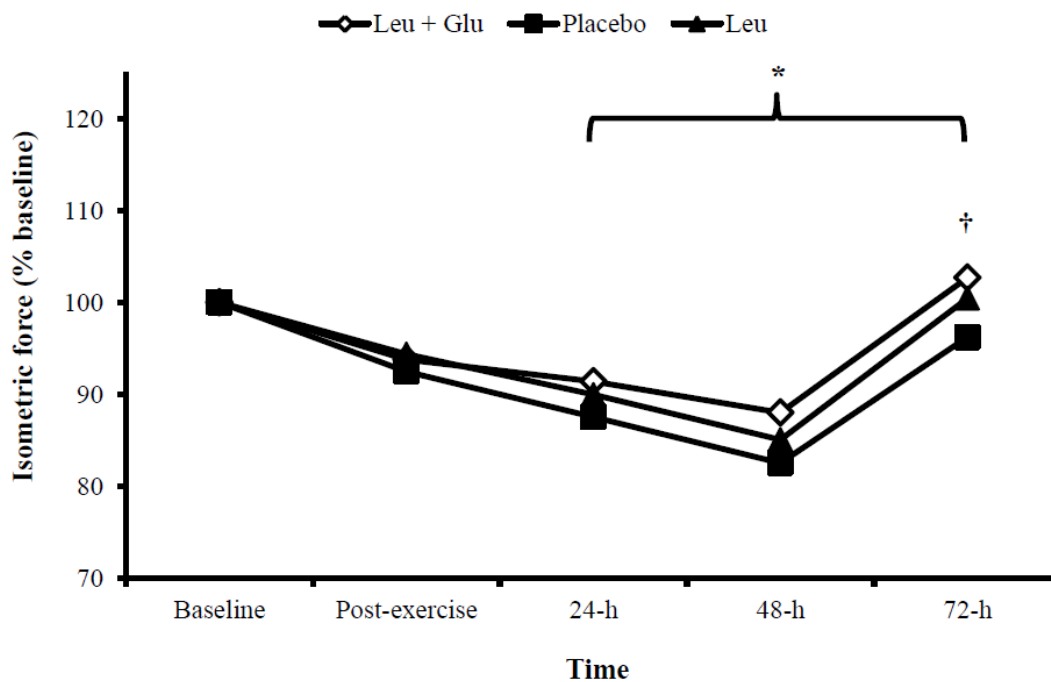 Leu + Glu Placebo Leu
*
120
110
†
100
90
80
70
Isometric force (% baseline)
Baseline Post-exercise 24-h 48-h 72-h
Time